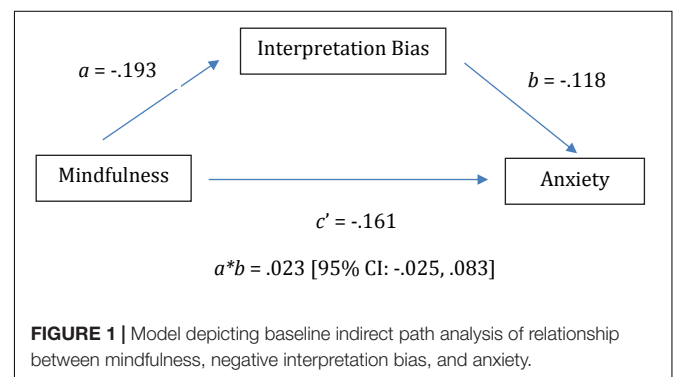 Interpretation Bias
a = -.193
b = -.118
Mindfulness
Anxiety
c’ = -.161
a*b = .023 [95% CI: -.025, .083]
FIGURE 1 | Model depicting baseline indirect path analysis of relationship
between mindfulness, negative interpretation bias, and anxiety.